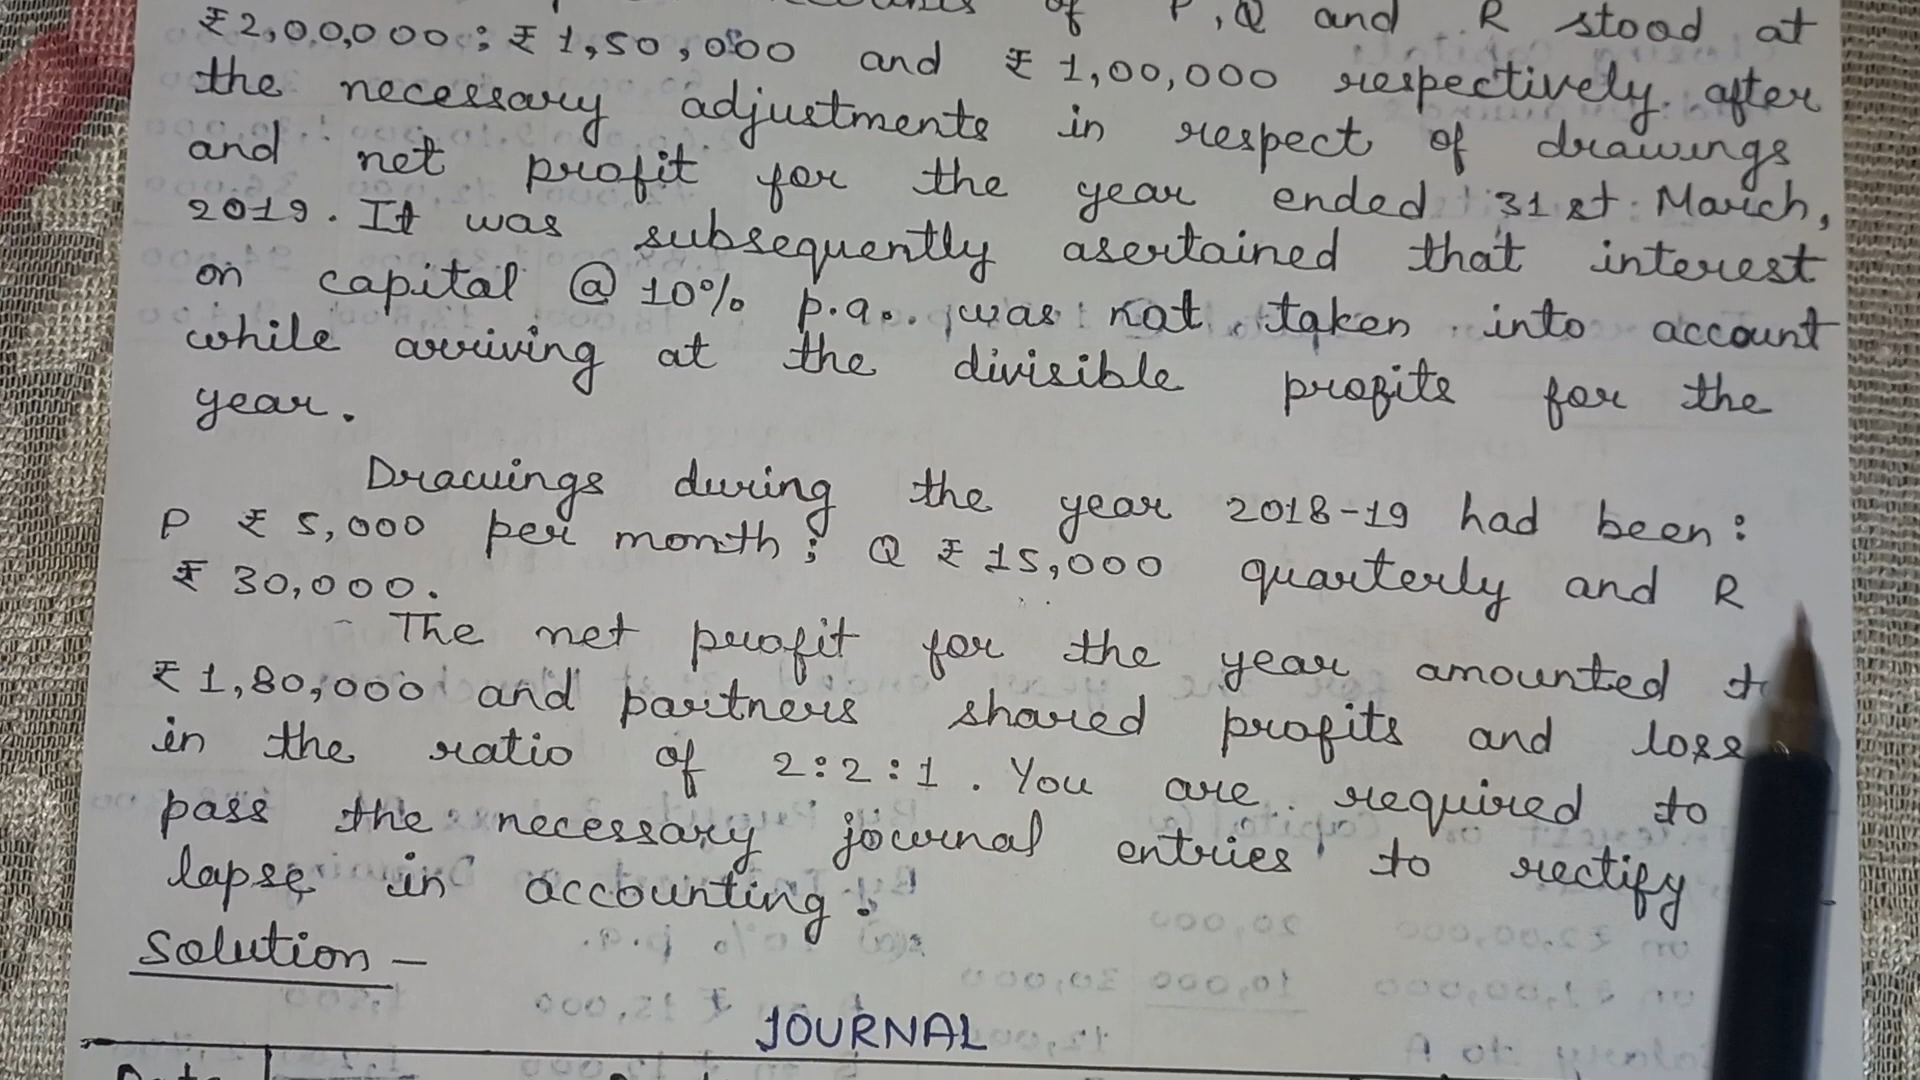 of P, Q and R stood at
₹2,00,000; ₹1,50,000 and ₹1,00,000 respectively after
the necessary adjustments in respect of drawings
and net profit for the year ended 31st March,
2019. It was subsequently asertained that interest
on capital @ 10% p.a. was not taken into account
while arriving at the divisible profits for the
year.
Drawings during the year 2018-19 had been:
P ₹5,000 per month; Q ₹15,000 quarterly and R
₹30,000.
The net profit for the year amounted
₹1,80,000 and partners shared profits and loss
in the ratio of 2:2:1. You are required to
pass the necessary journal entries to rectify
lapse in accounting.
Solution -
JOURNAL